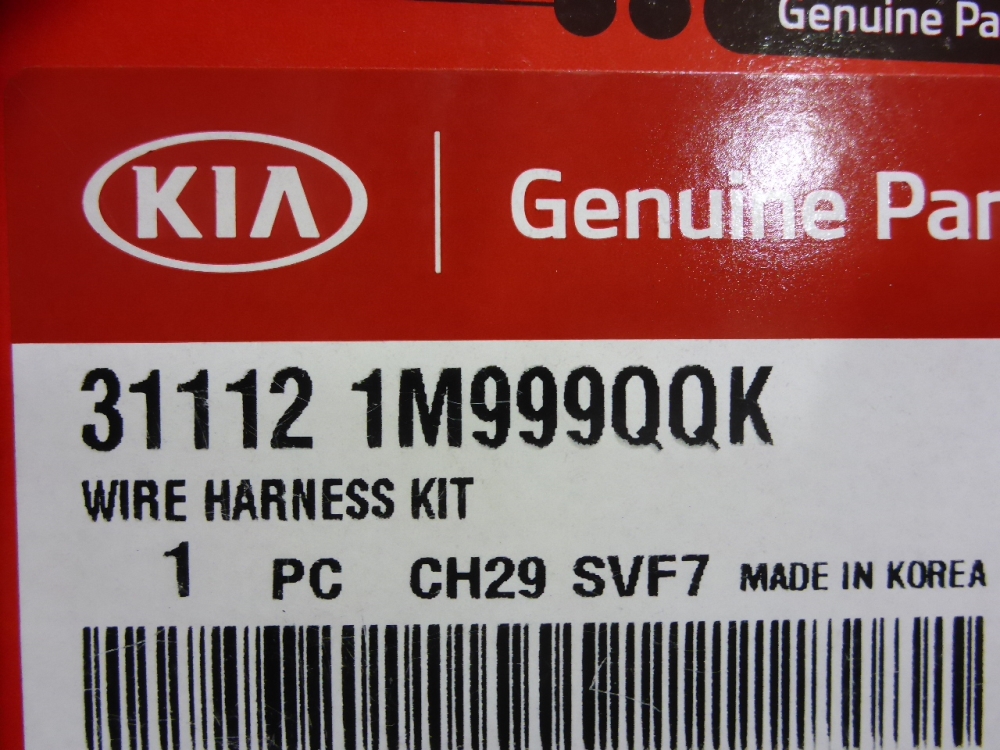 Genuine Pa
KIA Genuine Par
31112 1M999QQK
WIRE HARNESS KIT
1 PC CH29 SVF7 MADE IN KOREA